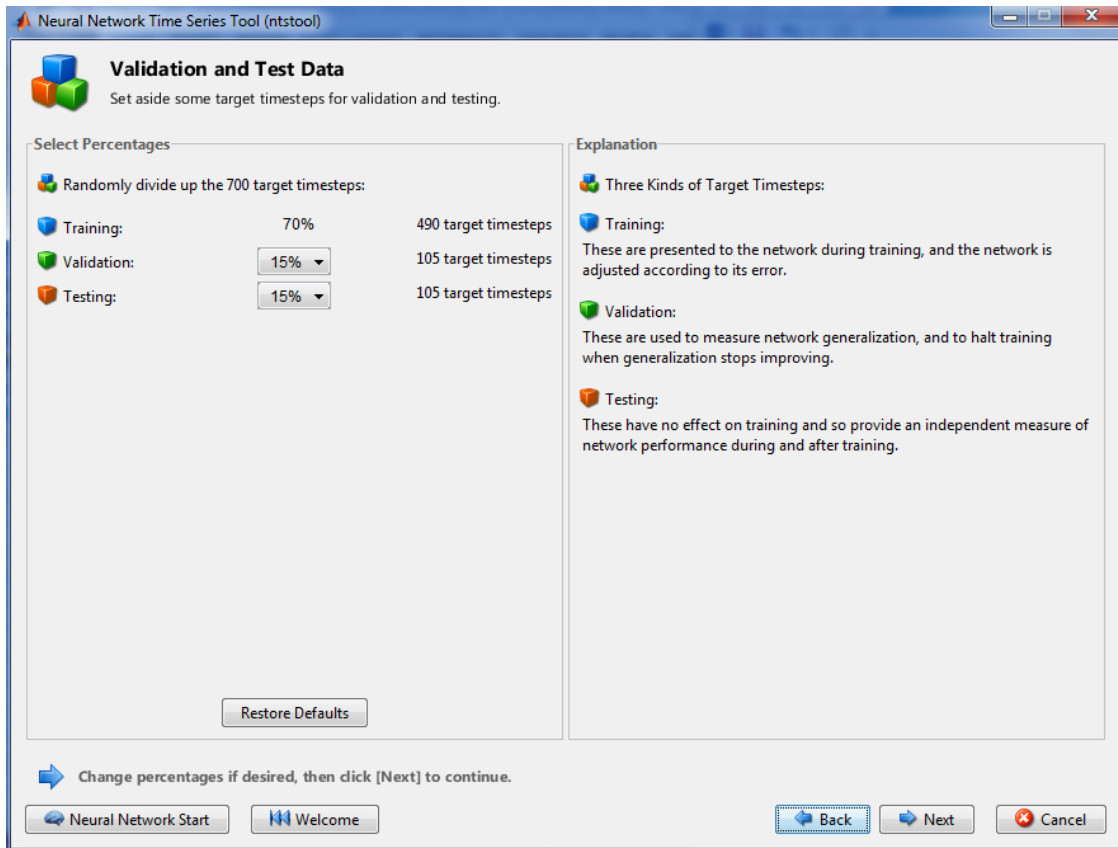 Neural Network Time Series Tool (ntstool)
Validation and Test Data
Set aside some target timesteps for validation and testing.
Select Percentages
Randomly divide up the 700 target timesteps:
Training: 70% 490 target timesteps
Validation: 15% 105 target timesteps
Testing: 15% 105 target timesteps
Restore Defaults
Explanation
Three Kinds of Target Timesteps:
Training:
These are presented to the network during training, and the network is
adjusted according to its error.
Validation:
These are used to measure network generalization, and to halt training
when generalization stops improving.
Testing:
These have no effect on training and so provide an independent measure of
network performance during and after training.
Change percentages if desired, then click [Next] to continue.
Neural Network Start Welcome Back Next Cancel